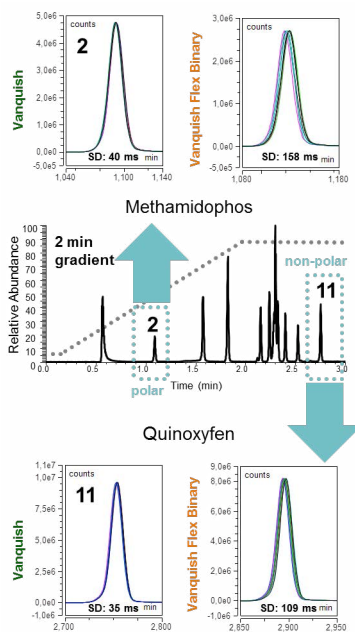 counts
5.0e6
4.0e6
3.0e6
2.0e6
1.0e6
0.0e0
-5.0e5
2
Vanquish
SD: 40 ms
min
1,040
1,100
1,140
counts
3.0e6
2.0e6
1.0e6
0.0e0
-5.0e5
Vanquish Flex Binary
SD: 158 ms
min
1,080
1,180
Methamidophos
100
90
80
70
60
50
40
30
20
10
0
Relative Abundance
2 min
gradient
non-polar
11
2
0.0
0.5
1.0
1.5
2.0
2.5
3.0
Time (min)
polar
Quinoxyfen
1.1e7
1.0e7
7.5e6
5.0e6
2.5e6
0.0e0
-1.0e6
counts
11
Vanquish
SD: 35 ms
min
2,700
2,800
9.0e6
8.0e6
6.0e6
4.0e6
2.0e6
0.0e0
-1.0e6
counts
Vanquish Flex Binary
SD: 109 ms
min
2,850
2,900
2,950